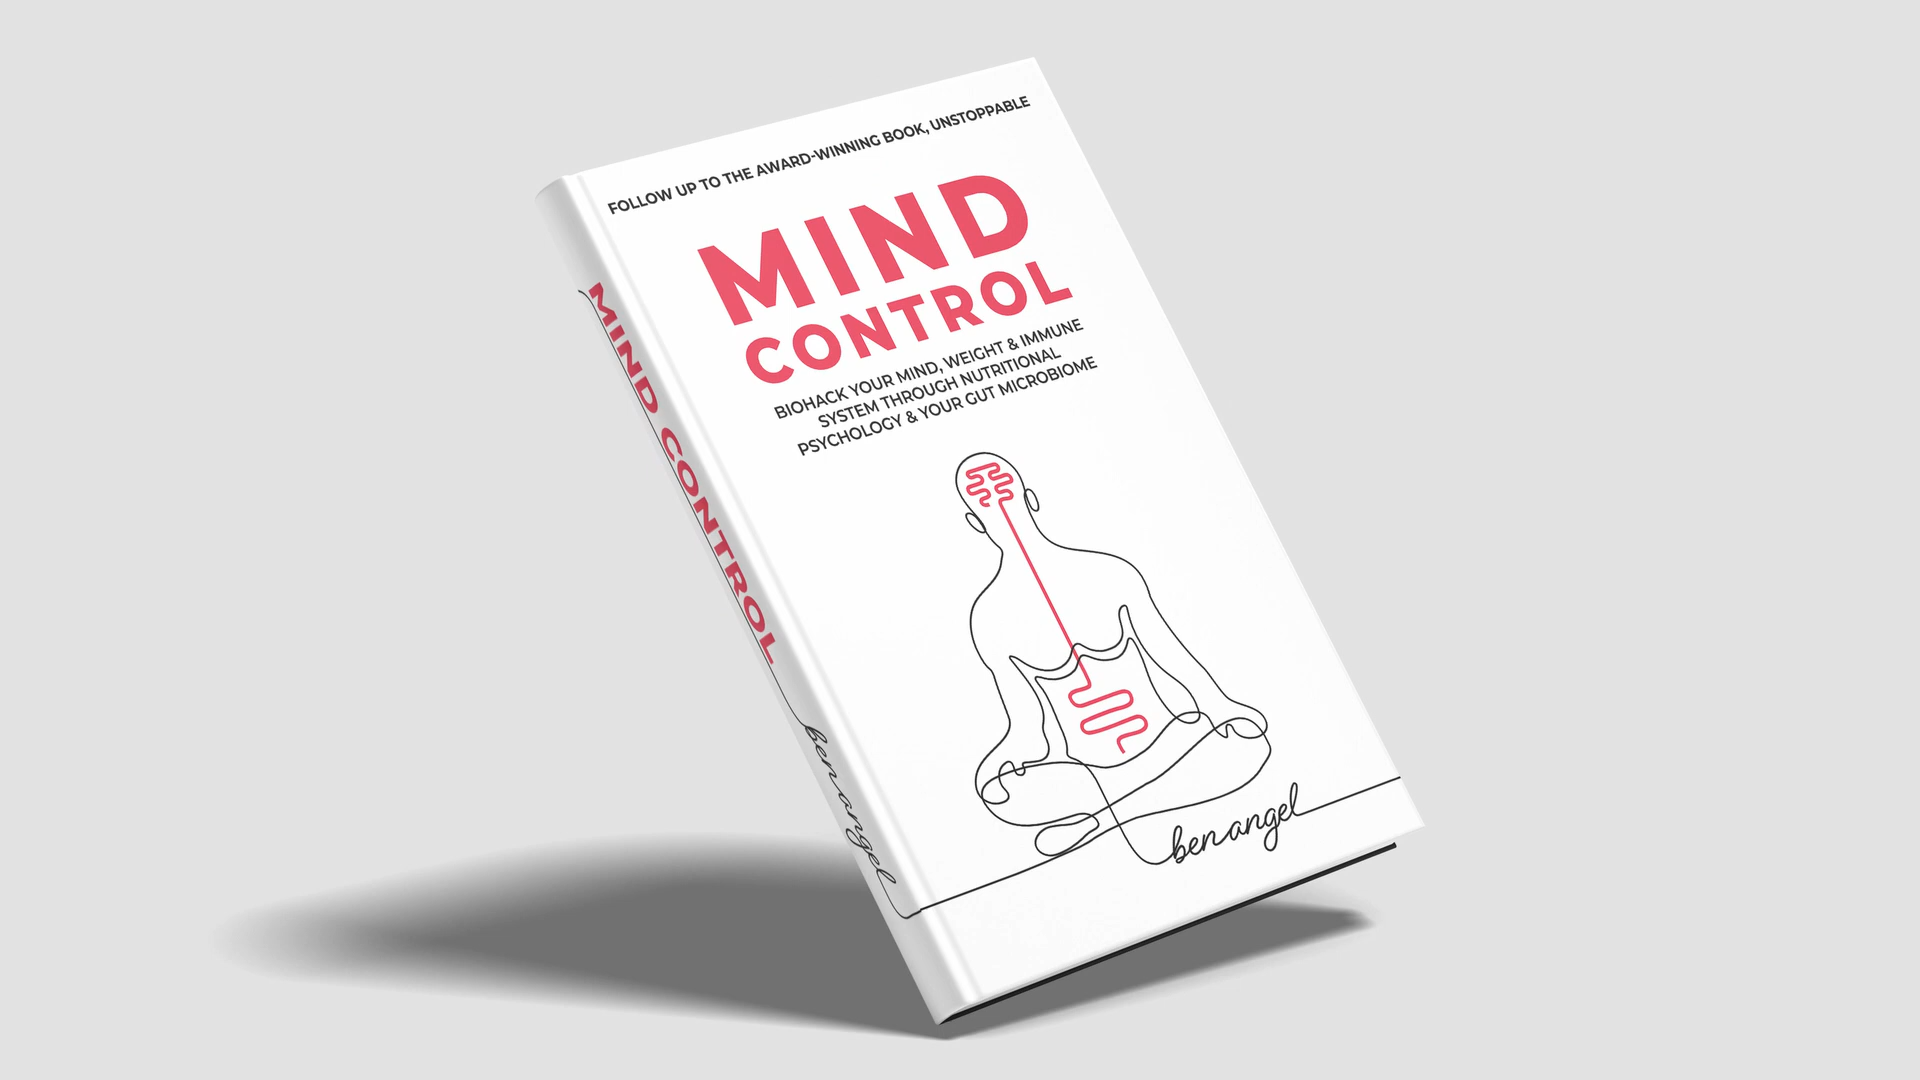 FOLLOW UP TO THE AWARD-WINNING BOOK, UNSTOPPABLE
MIND
CONTROL
BIOHACK YOUR MIND, WEIGHT & IMMUNE
SYSTEM THROUGH NUTRITIONAL
PSYCHOLOGY & YOUR GUT MICROBIOME
ben angel
MIND CONTROL
ben angel